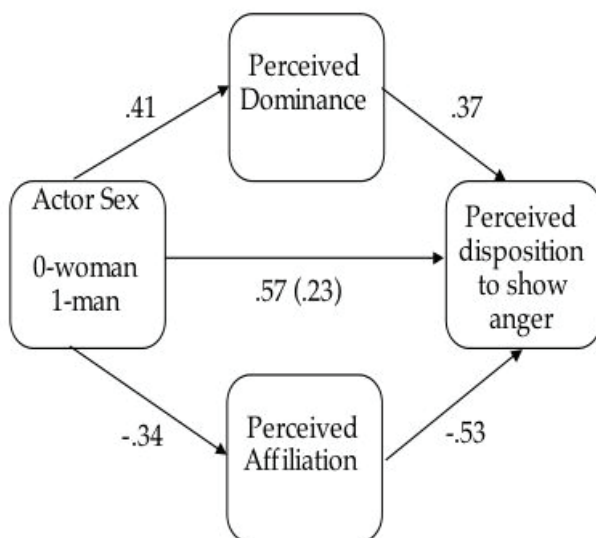 Perceived
Dominance
.41
.37
Actor Sex
0-woman
1-man
Perceived
disposition
to show
anger
.57 (.23)
-.34
Perceived
Affiliation
-.53